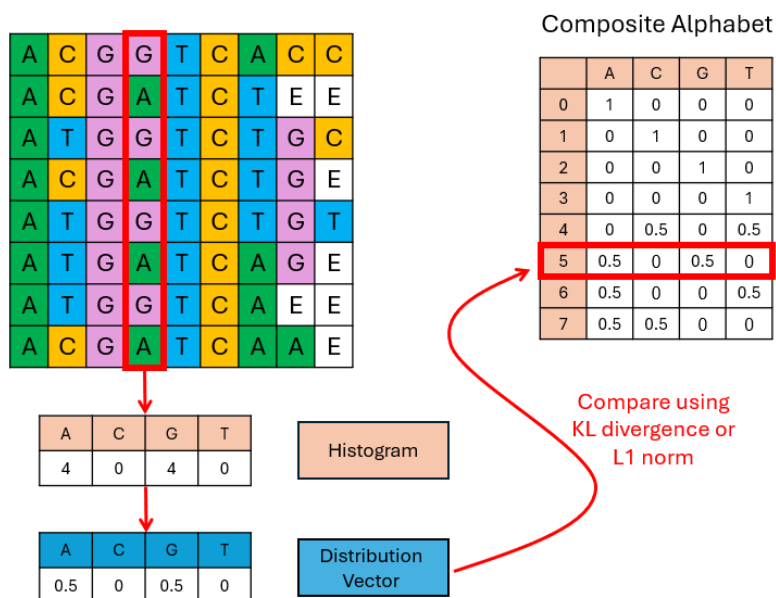 Composite Alphabet
A C G G T C A C C
A C G A T C T E E
A T G G T C T G C
A C G A T C T G E
A T G G T C T G T
A T G A T C A G E
A T G G T C A E E
A C G A T C A A E
A C G T
0 1 0 0 0
1 0 1 0 0
2 0 0 1 0
3 0 0 0 1
4 0 0.5 0 0.5
5 0.5 0 0.5 0
6 0.5 0 0 0.5
7 0.5 0.5 0 0
Compare using
KL divergence or
L1 norm
A C G T
4 0 4 0
Histogram
A C G T
0.5 0 0.5 0
Distribution
Vector